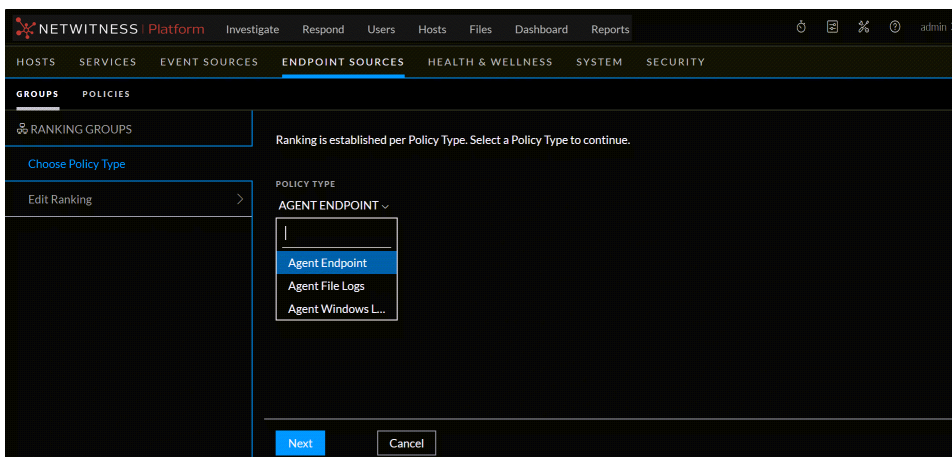 NETWITNESS | Platform Investigate Respond Users Hosts Files Dashboard Reports admin
HOSTS SERVICES EVENT SOURCES ENDPOINT SOURCES HEALTH & WELLNESS SYSTEM SECURITY
GROUPS POLICIES
RANKING GROUPS
Choose Policy Type
Edit Ranking
Ranking is established per Policy Type. Select a Policy Type to continue.
POLICY TYPE
AGENT ENDPOINT
Agent Endpoint
Agent File Logs
Agent Windows L...
Next Cancel